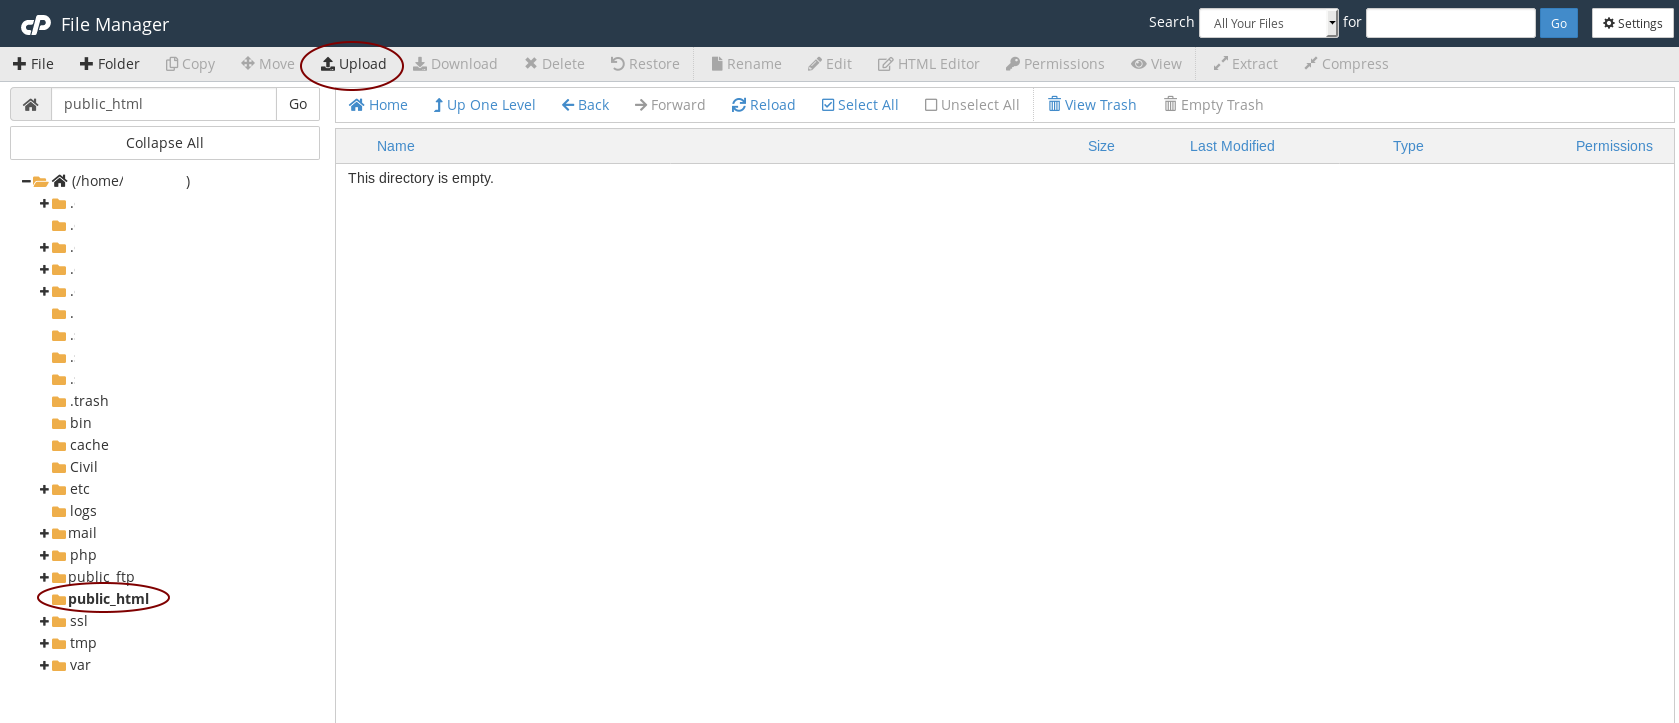 cP File Manager
Search All Your Files for Go Settings
File Folder Copy Move Upload Download Delete Restore Rename Edit HTML Editor Permissions View Extract Compress
public_html Go
Home Up One Level Back Forward Reload Select All Unselect All View Trash Empty Trash
Collapse All
Name Size Last Modified Type Permissions
This directory is empty.
(/home/ )
.
.
.
.
.
.
.
.
.
.trash
bin
cache
Civil
etc
logs
mail
php
public_ftp
public_html
ssl
tmp
var